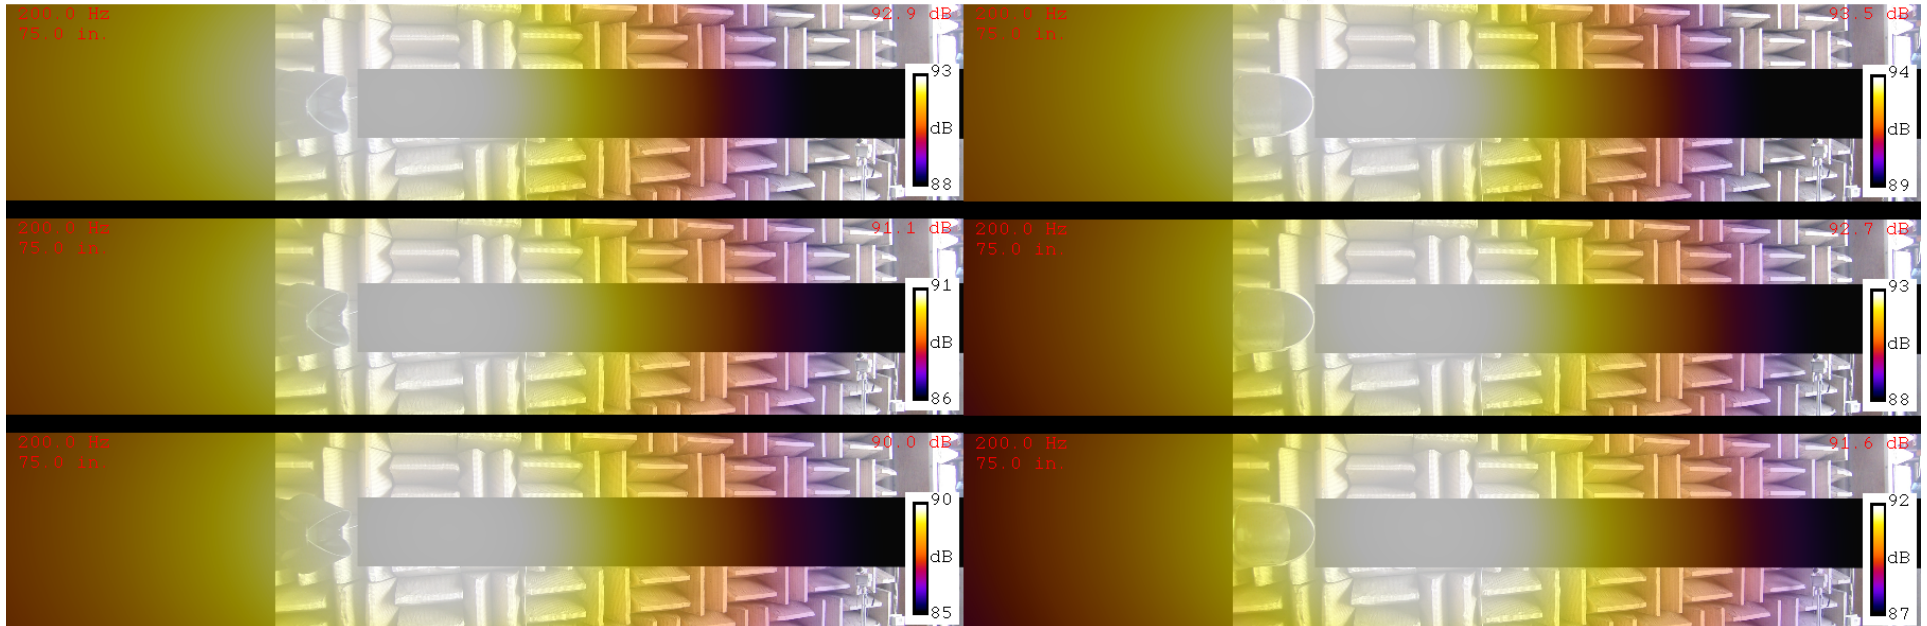 200.0 Hz 92.9 dB
75.0 in.
93
dB
88
200.0 Hz 93.5 dB
75.0 in.
94
dB
89
200.0 Hz 91.1 dB
75.0 in.
91
dB
86
200.0 Hz 92.7 dB
75.0 in.
93
dB
88
200.0 Hz 90.0 dB
75.0 in.
90
dB
85
200.0 Hz 91.6 dB
75.0 in.
92
dB
87